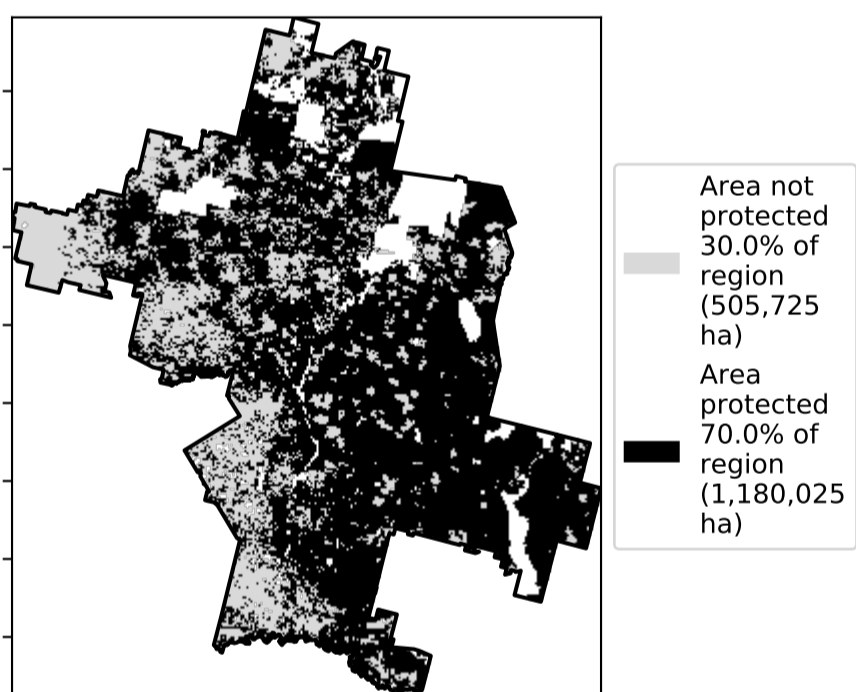 Area not
protected
30.0% of
region
(505,725
ha)
Area
protected
70.0% of
region
(1,180,025
ha)